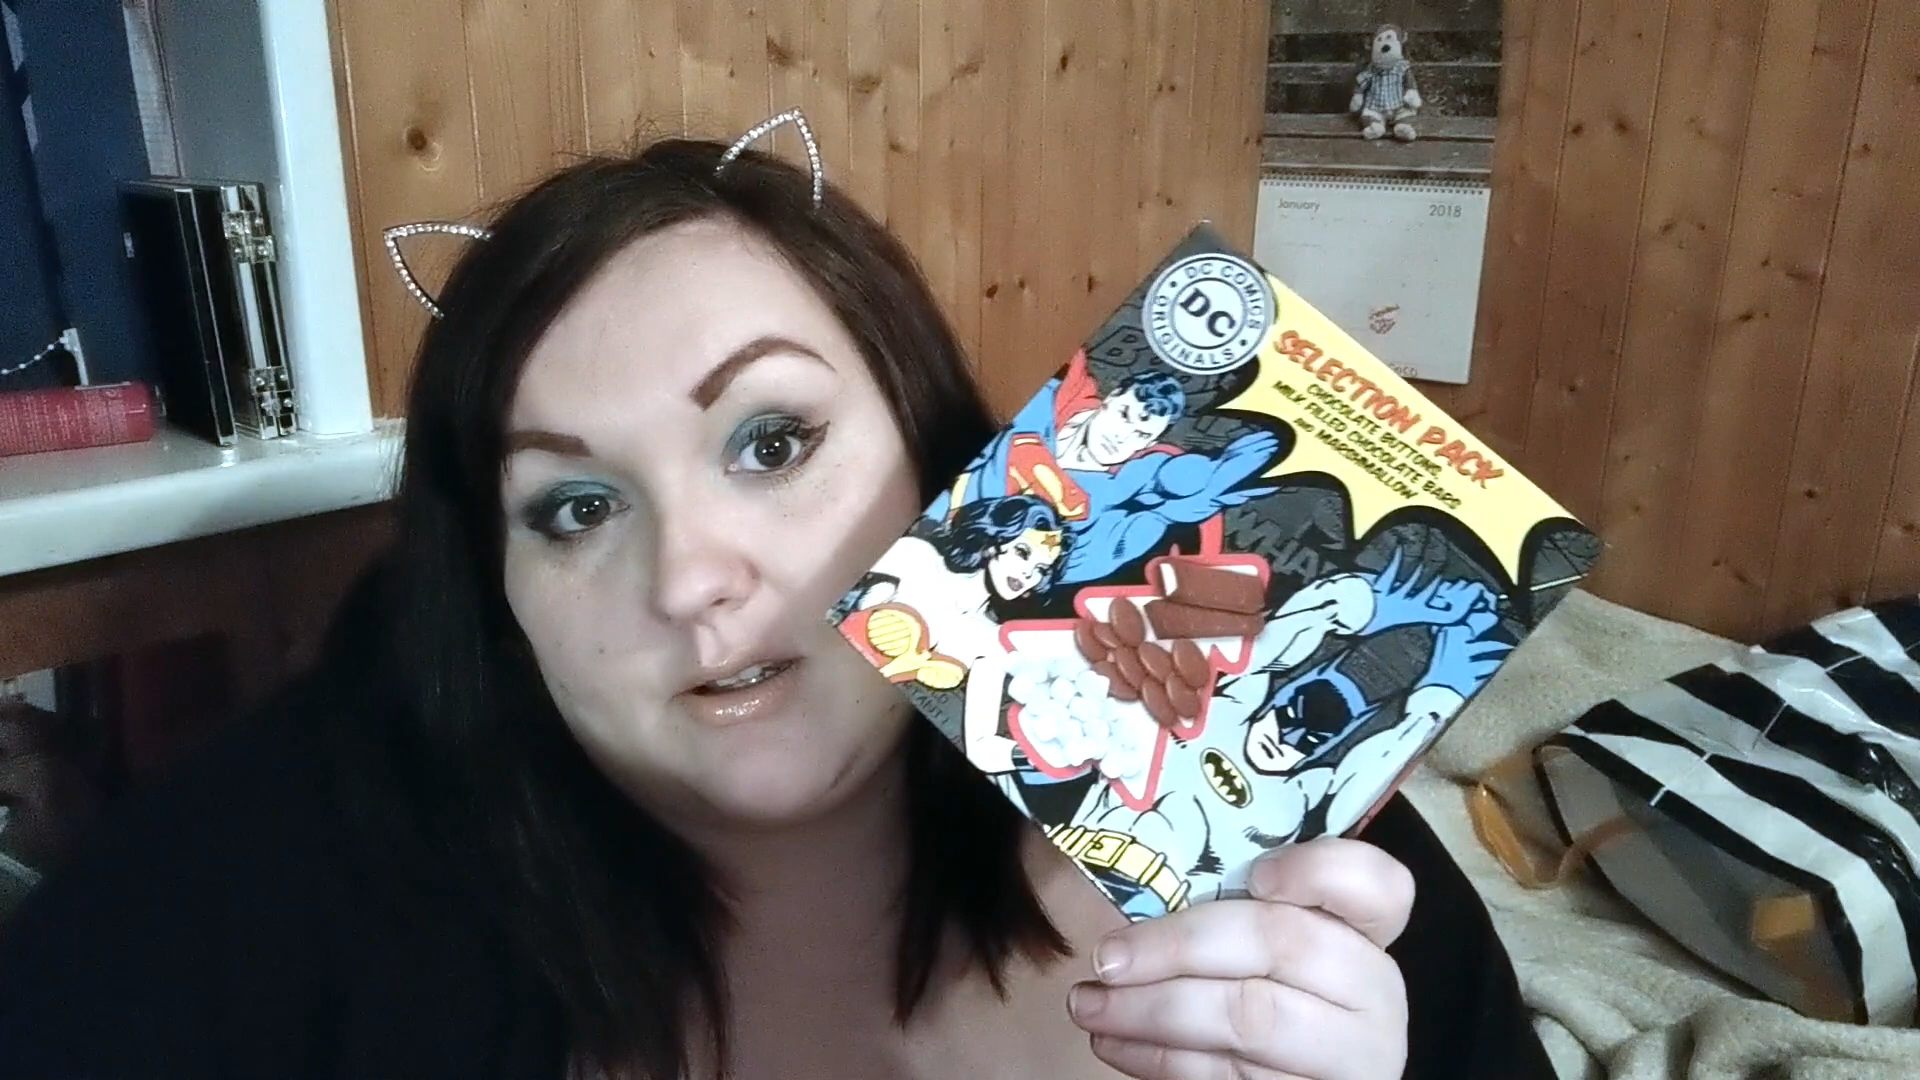 January 2018
DC COMICS
DC
ORIGINALS
SELECTION PACK
CHOCOLATE BUTTONS,
MILK FILLED CHOCOLATE BARS
AND MARSHMALLOW